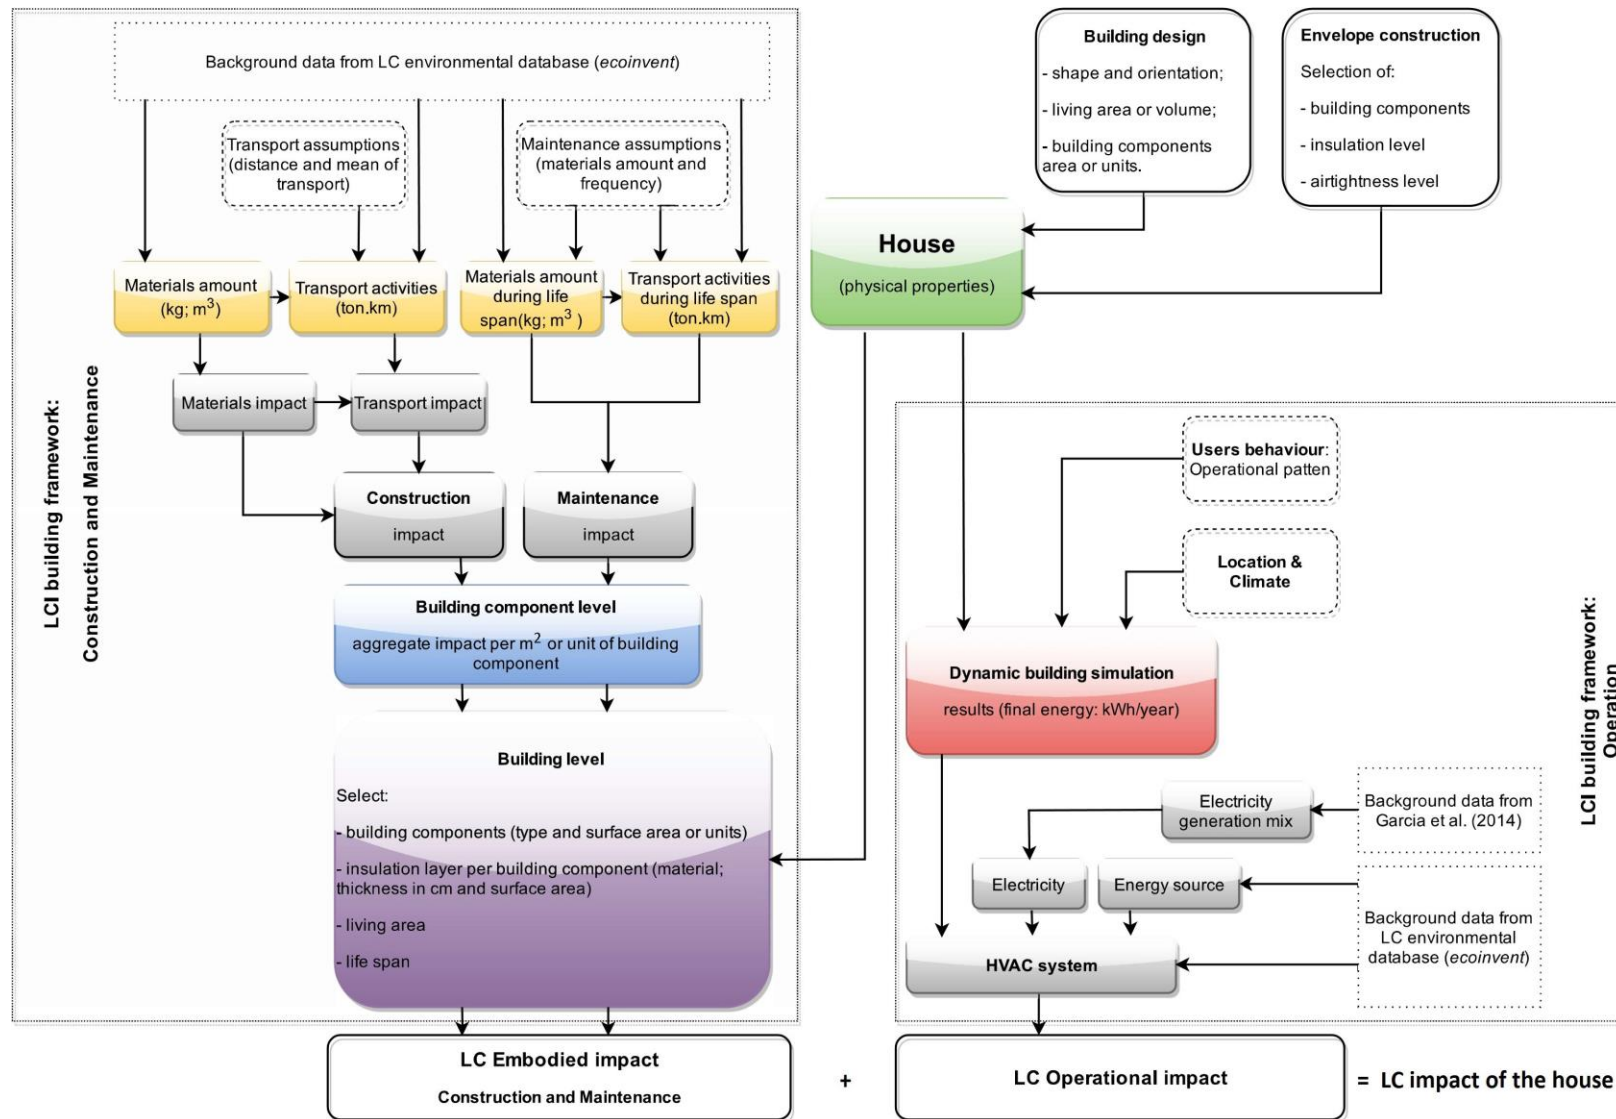 Background data from LC environmental database (ecoinvent)
Transport assumptions
(distance and mean of
transport)
Maintenance assumptions
(materials amount and
frequency)
Materials amount
(kg; m³)
Transport activities
(ton.km)
Materials amount
during life
span(kg; m³ )
Transport activities
during life span
(ton.km)
Materials impact
Transport impact
Construction
impact
Maintenance
impact
Building component level
aggregate impact per m² or unit of building
component
Building level
Select:
- building components (type and surface area or units)
- insulation layer per building component (material;
thickness in cm and surface area)
- living area
- life span
LCI building framework:
Construction and Maintenance
Building design
- shape and orientation;
- living area or volume;
- building components
area or units.
Envelope construction
Selection of:
- building components
- insulation level
- airtightness level
House
(physical properties)
Users behaviour:
Operational patten
Location &
Climate
Dynamic building simulation
results (final energy: kWh/year)
Electricity
generation mix
Background data from
Garcia et al. (2014)
Electricity
Energy source
Background data from
LC environmental
database (ecoinvent)
HVAC system
LCI building framework:
Operation
LC Embodied impact
Construction and Maintenance
+
LC Operational impact
= LC impact of the house